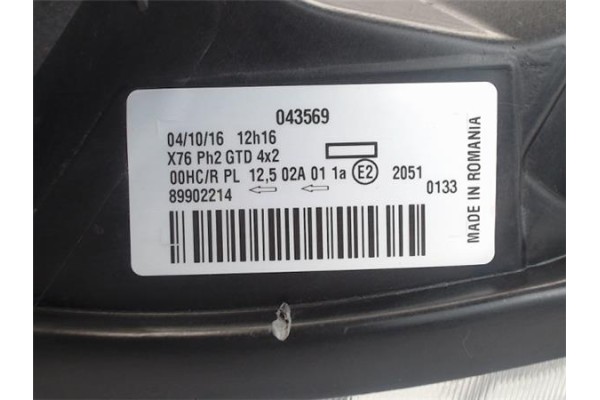 043569
04/10/16 12h16
X76 Ph2 GTD 4x2
00HC/R PL 12,5 02A 01 1a E2 2051
0133
89902214
MADE IN ROMANIA